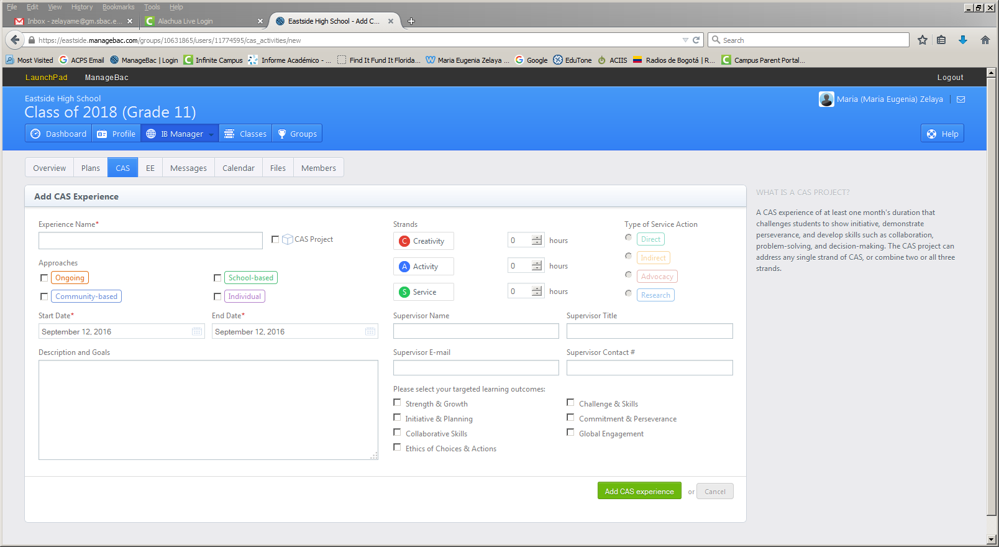 File Edit View History Bookmarks Tools Help
Inbox - zelayame@gm.sbac.e... Alachua Live Login Eastside High School - Add C...
https://eastside.managebac.com/groups/10631865/users/11774595/cas_activities/new Search
Most Visited ACPS Email ManageBac | Login Infinite Campus Informe Académico - ... Find It Fund It Florida... Maria Eugenia Zelaya ... Google EduTone ACIIS Radios de Bogotá | R... Campus Parent Portal...
LaunchPad ManageBac Logout
Eastside High School
Maria (Maria Eugenia) Zelaya
Class of 2018 (Grade 11)
Dashboard Profile IB Manager Classes Groups Help
Overview Plans CAS EE Messages Calendar Files Members
Add CAS Experience
Experience Name*
CAS Project
Approaches
Ongoing School-based
Community-based Individual
Start Date* End Date*
September 12, 2016 September 12, 2016
Description and Goals
Strands
C Creativity 0 hours
A Activity 0 hours
S Service 0 hours
Type of Service Action
Direct
Indirect
Advocacy
Research
Supervisor Name Supervisor Title
Supervisor E-mail Supervisor Contact #
Please select your targeted learning outcomes:
Strength & Growth Challenge & Skills
Initiative & Planning Commitment & Perseverance
Collaborative Skills Global Engagement
Ethics of Choices & Actions
Add CAS experience or Cancel
WHAT IS A CAS PROJECT?
A CAS experience of at least one month's duration that
challenges students to show initiative, demonstrate
perseverance, and develop skills such as collaboration,
problem-solving, and decision-making. The CAS project can
address any single strand of CAS, or combine two or all three
strands.